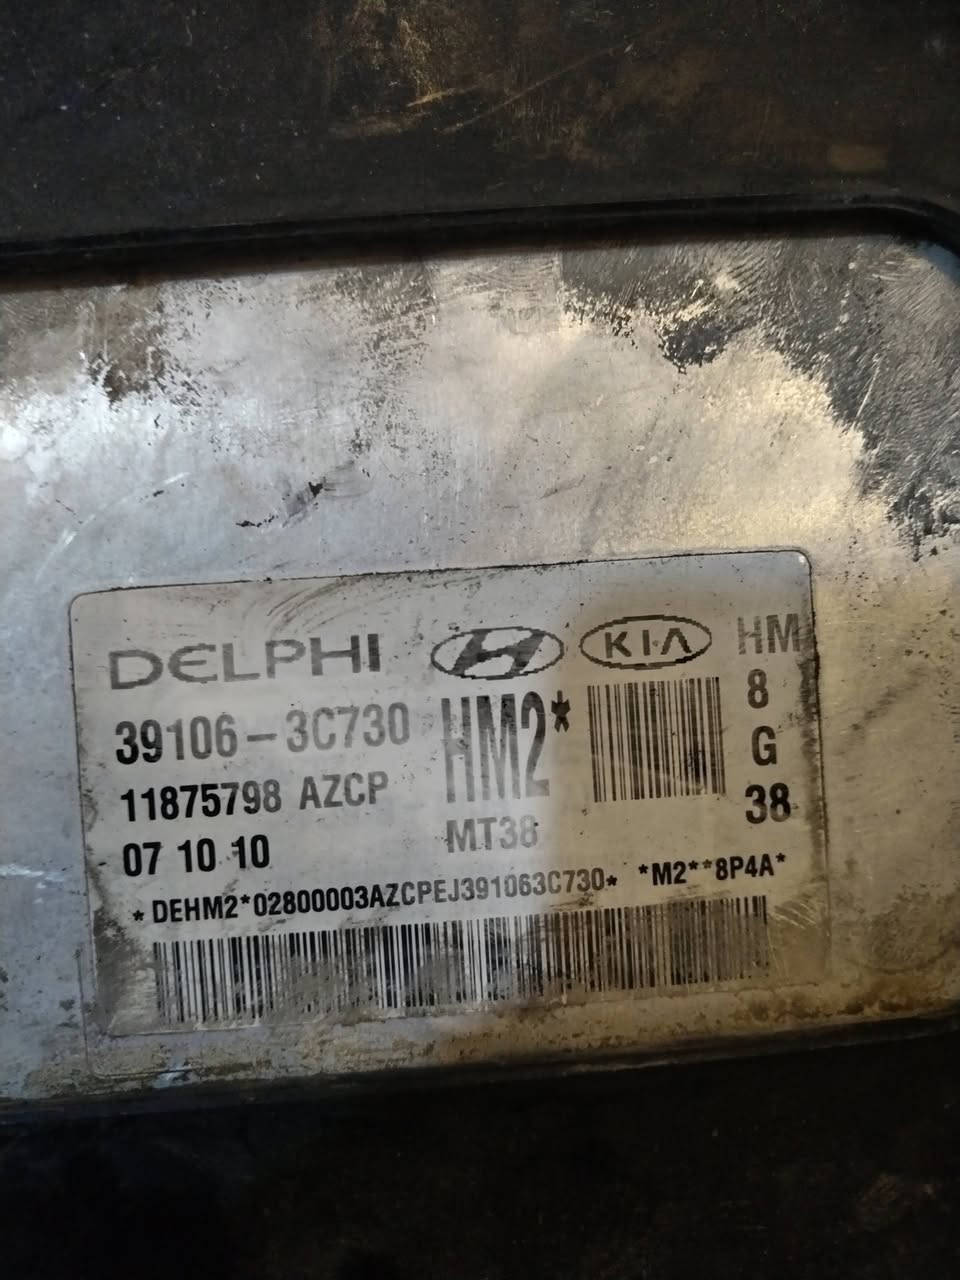 DELPHI H KIA HM
39106-3C730 HM2* 8
11875798 AZCP G
07 10 10 MT38 38
*DEHM2*02800003AZCPEJ391063C730* *M2**8P4A*